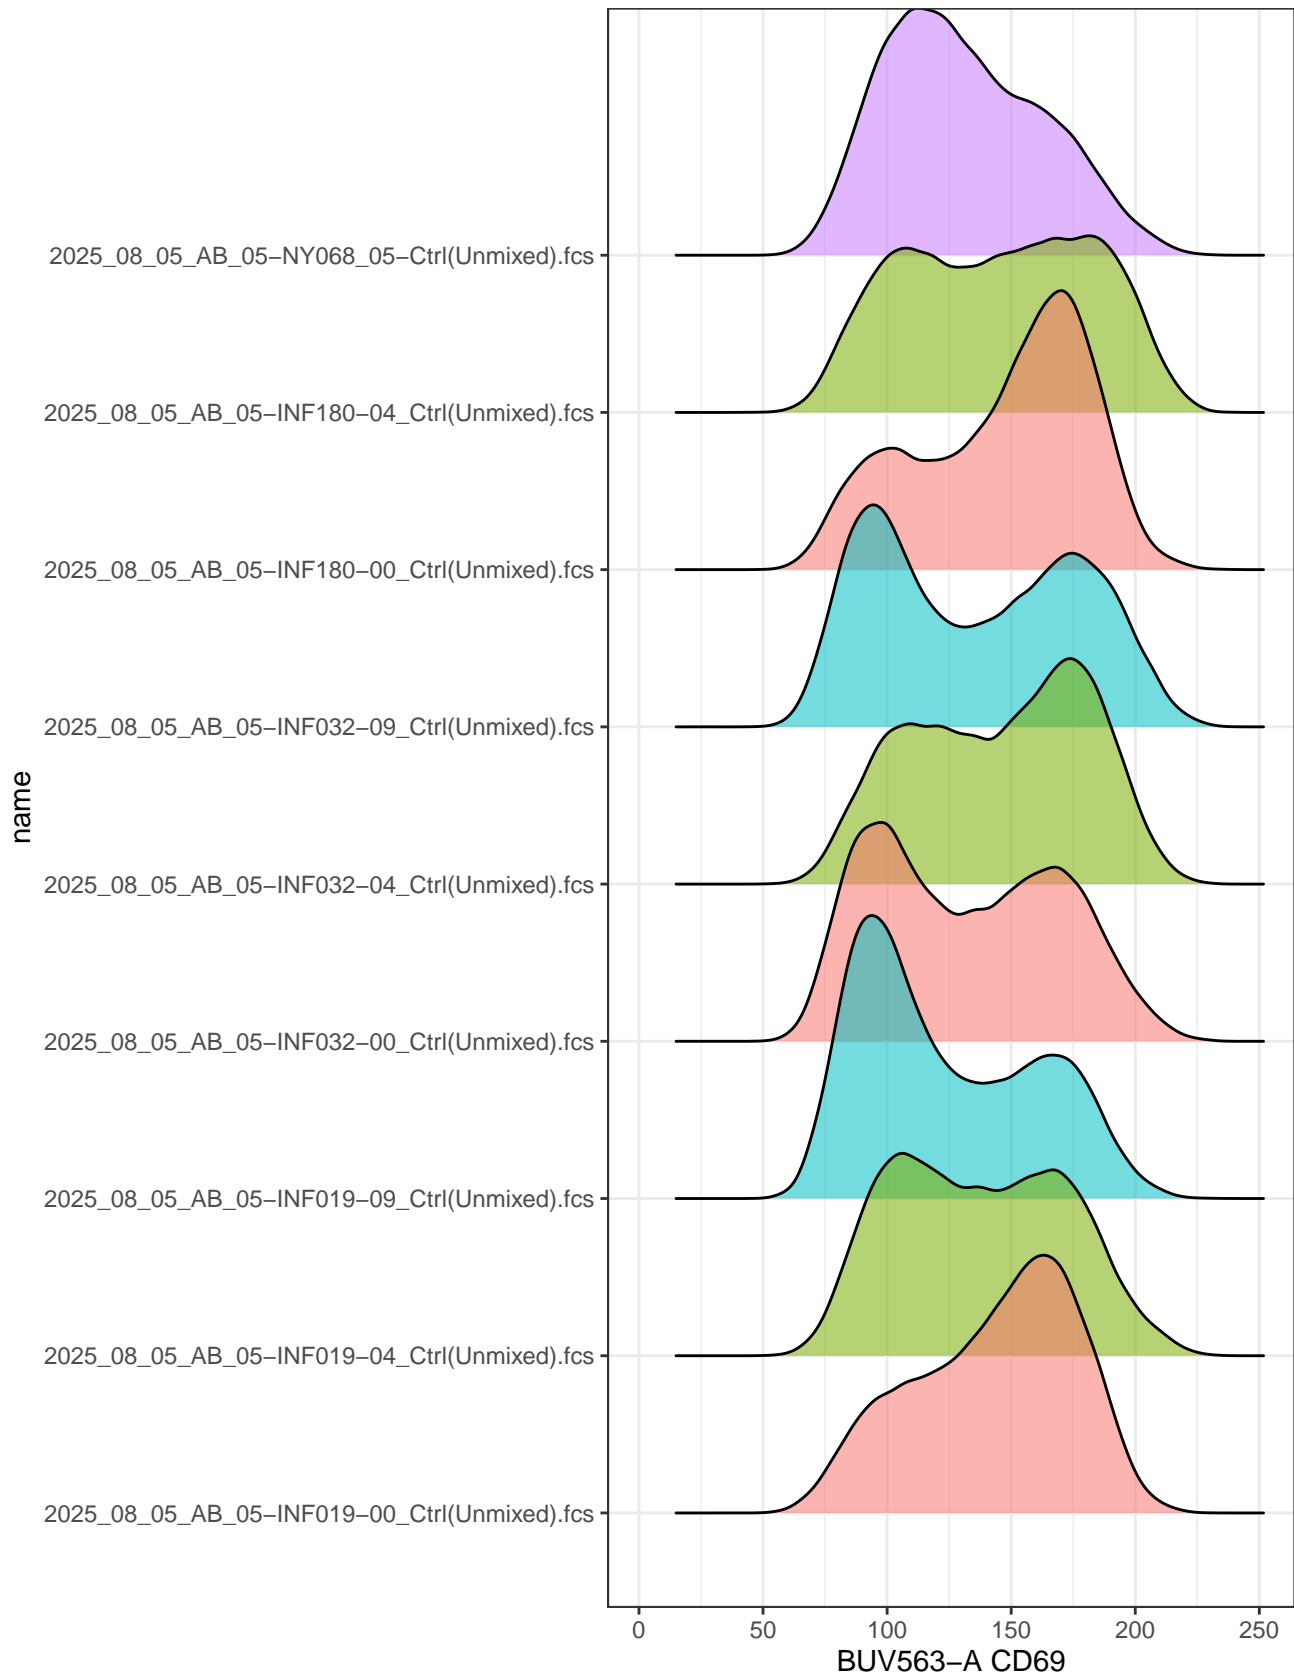 2025_08_05_AB_05−NY068_05−Ctrl(Unmixed).fcs
2025_08_05_AB_05−INF180−04_Ctrl(Unmixed).fcs
2025_08_05_AB_05−INF180−00_Ctrl(Unmixed).fcs
2025_08_05_AB_05−INF032−09_Ctrl(Unmixed).fcs
name
2025_08_05_AB_05−INF032−04_Ctrl(Unmixed).fcs
2025_08_05_AB_05−INF032−00_Ctrl(Unmixed).fcs
2025_08_05_AB_05−INF019−09_Ctrl(Unmixed).fcs
2025_08_05_AB_05−INF019−04_Ctrl(Unmixed).fcs
2025_08_05_AB_05−INF019−00_Ctrl(Unmixed).fcs
0 50 100 150 200 250
BUV563−A CD69